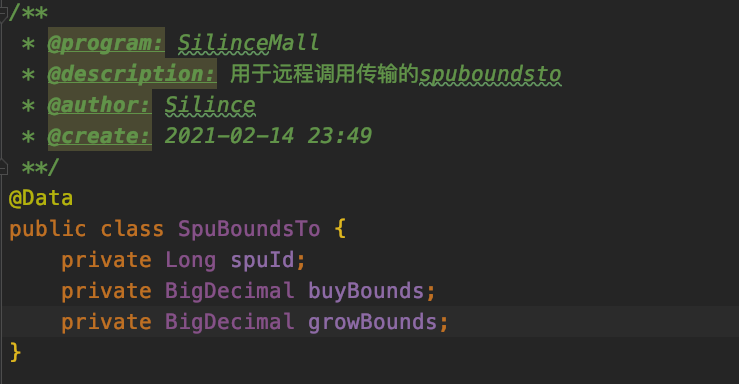 /**
 * @program: SilinceMall
 * @description: 用于远程调用传输的spuboundsto
 * @author: Silince
 * @create: 2021-02-14 23:49
 **/
@Data
public class SpuBoundsTo {
    private Long spuId;
    private BigDecimal buyBounds;
    private BigDecimal growBounds;
}